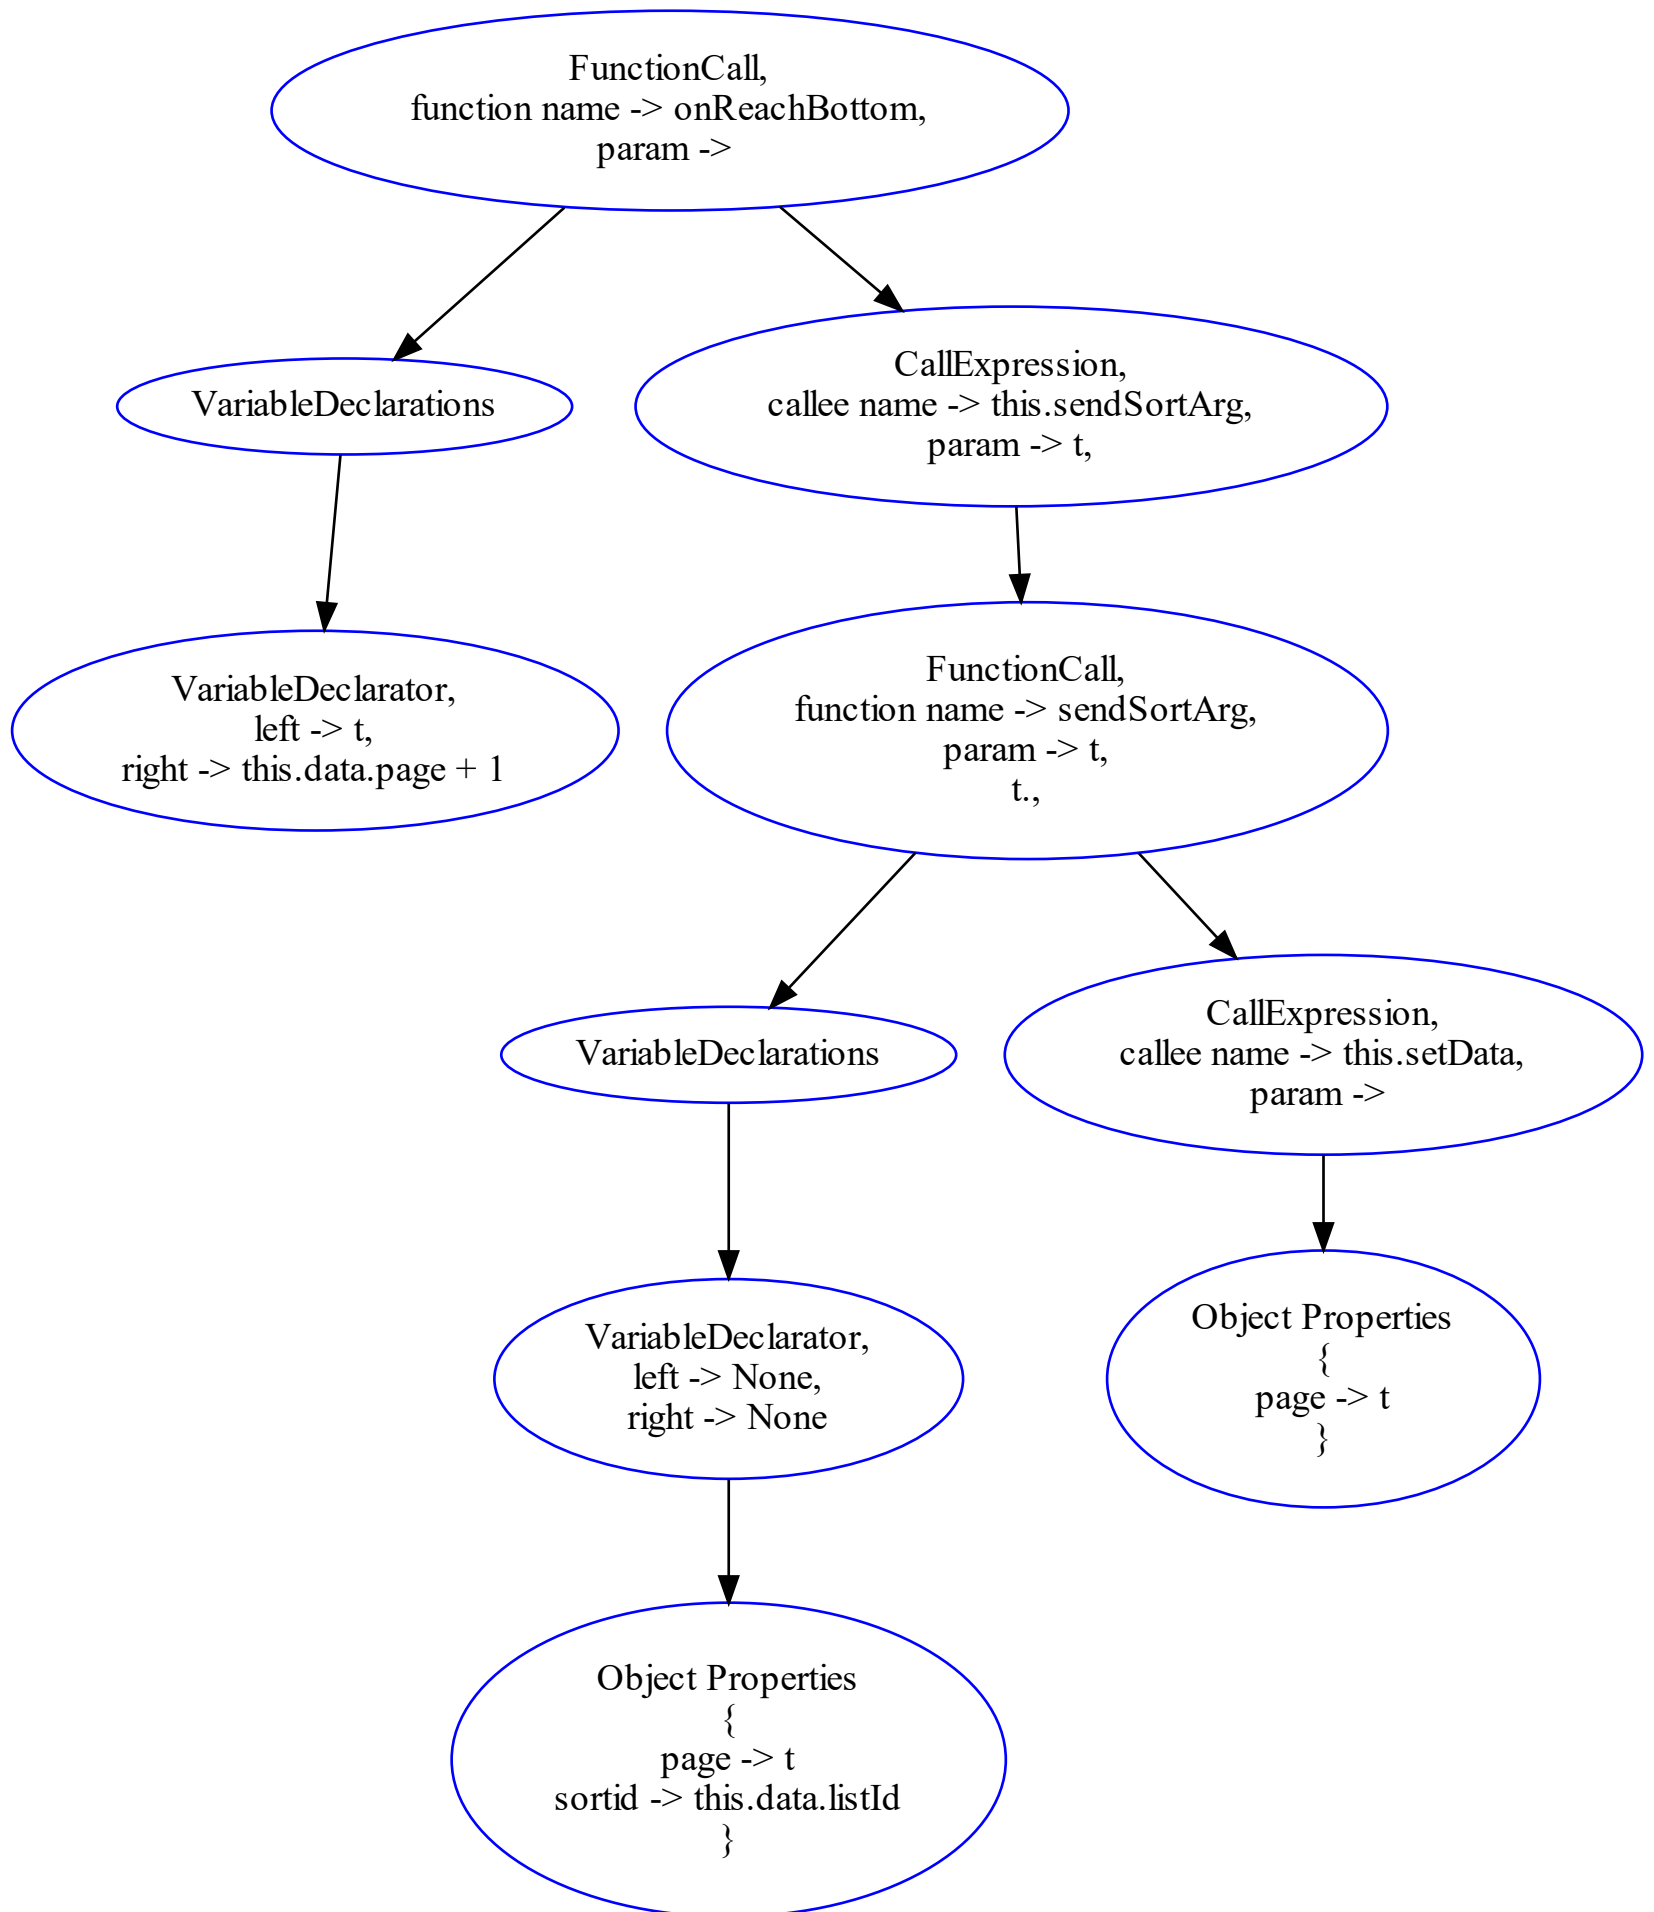 FunctionCall,
function name -> onReachBottom,
param ->
VariableDeclarations
CallExpression,
callee name -> this.sendSortArg,
param -> t,
VariableDeclarator,
left -> t,
right -> this.data.page + 1
FunctionCall,
function name -> sendSortArg,
param -> t,
t.,
VariableDeclarations
CallExpression,
callee name -> this.setData,
param ->
VariableDeclarator,
left -> None,
right -> None
Object Properties
{
page -> t
}
Object Properties
{
page -> t
sortid -> this.data.listId
}